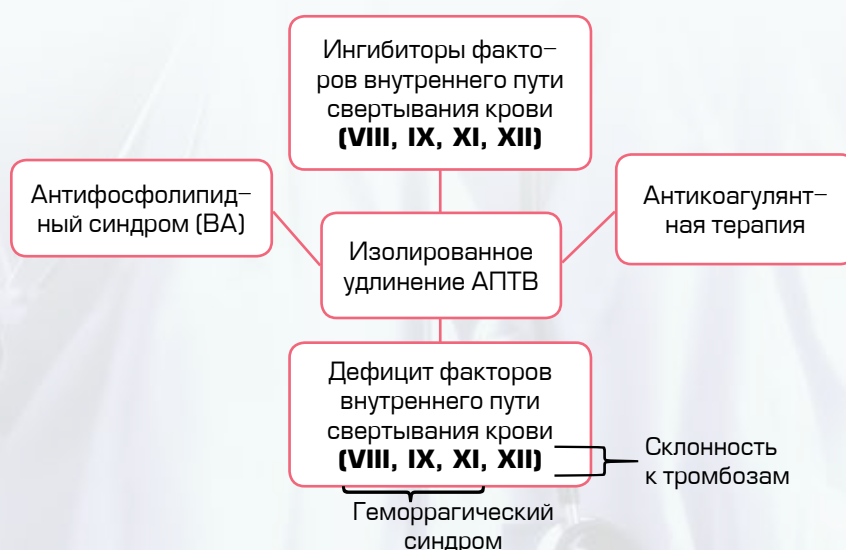 Ингибиторы факто–
ров внутреннего пути
свертывания крови
(VIII, IX, XI, XII)
Антифосфолипид–
ный синдром (ВА)
Антикоагулянт–
ная терапия
Изолированное
удлинение АПТВ
Дефицит факторов
внутреннего пути
свертывания крови
(VIII, IX, XI, XII)
Склонность
к тромбозам
Геморрагический
синдром